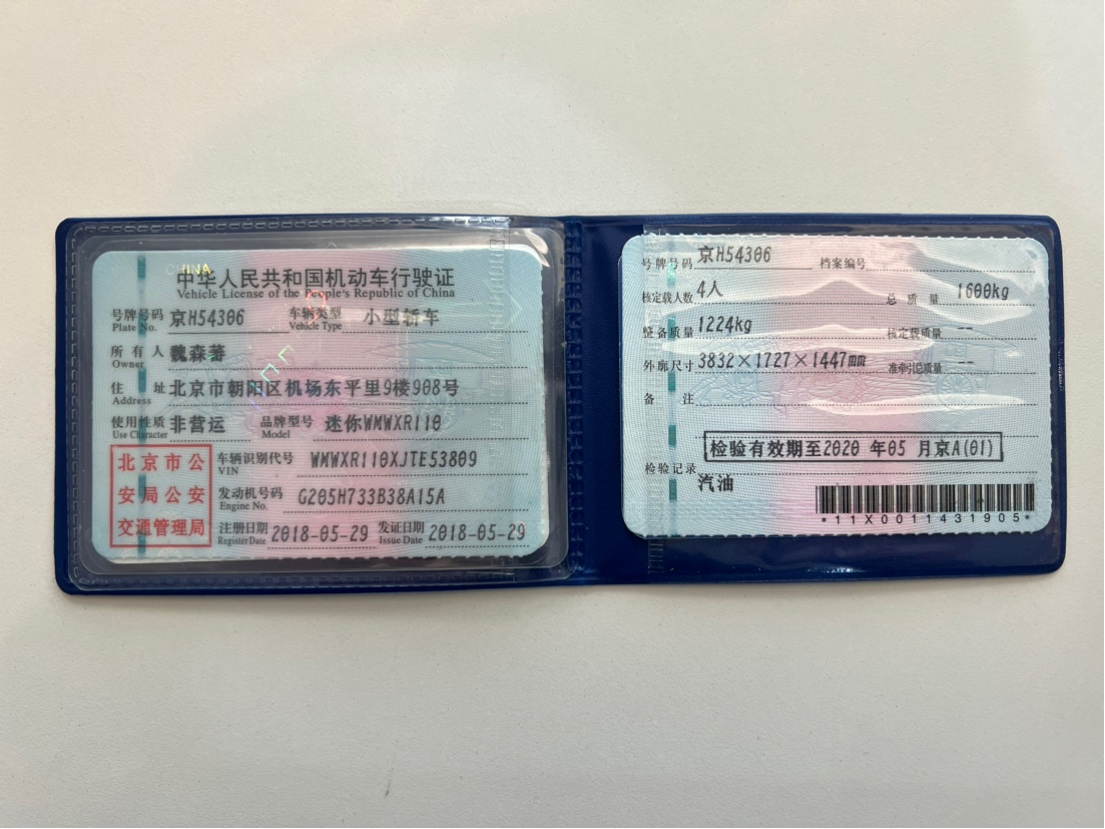 CHINA
中华人民共和国机动车行驶证
Vehicle License of the People's Republic of China
号牌号码 京H54306 车辆类型 小型轿车
Plate No. Vehicle Type
所有人 魏森
Owner
住址 北京市朝阳区机场东平里9楼908号
Address
使用性质 非营运 品牌型号 迷你WMWXR110
Use Character Model
北京市公
安局公安
交通管理局
车辆识别代号 WMWXR110XJTE53809
VIN
发动机号码 G205H733B38A15A
Engine No.
注册日期 2018-05-29 发证日期 2018-05-29
Register Date Issue Date
号牌号码 京H54306 档案编号
核定载人数 4人 总质量 1600kg
整备质量 1224kg 核定载质量 --
外廓尺寸 3832×1727×1447mm 准牵引总质量 --
备注
检验有效期至2020 年05 月京A(01)
检验记录
汽油
*11X0011431905*